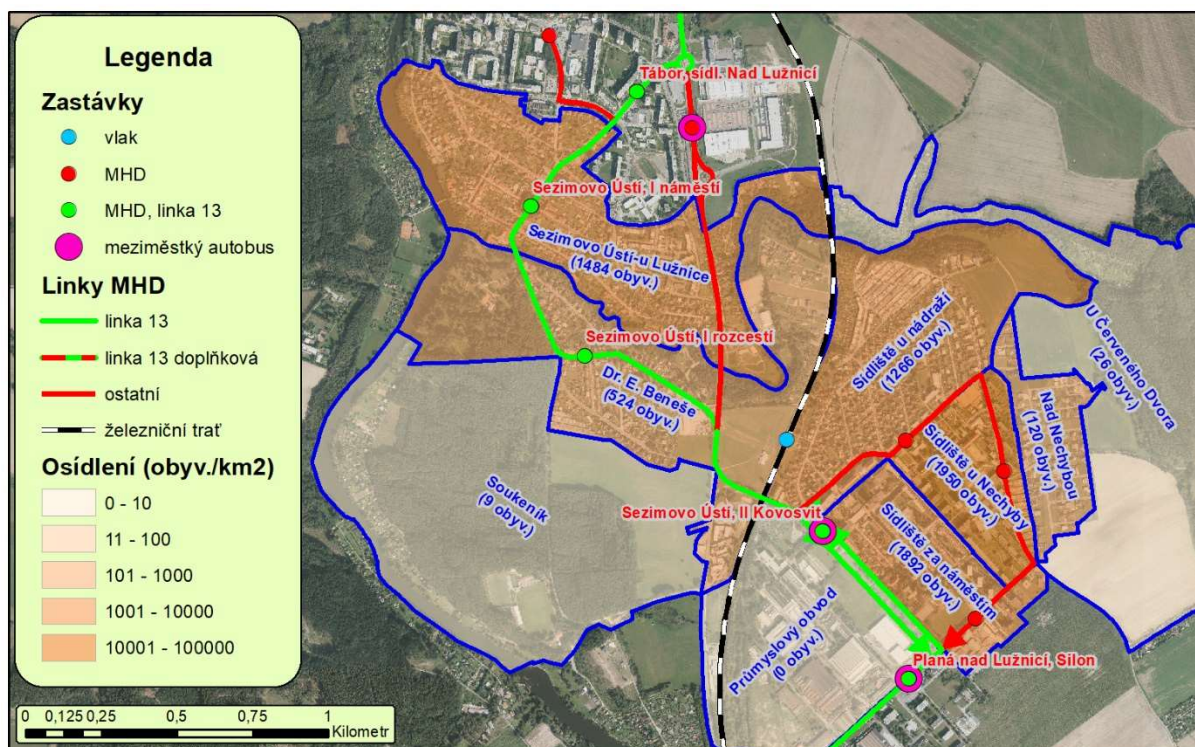 Legenda
Zastávky
vlak
MHD
MHD, linka 13
meziměstký autobus
Linky MHD
linka 13
linka 13 doplňková
ostatní
železniční trať
Osídlení (obyv./km2)
0 - 10
11 - 100
101 - 1000
1001 - 10000
10001 - 100000
0 0,125 0,25 0,5 0,75 1
Kilometr
Tábor, sídl. Nad Lužnicí
Sezimovo Ústí, I náměstí
Sezimovo Ústí-u Lužnice
(1484 obyv.)
Sezimovo Ústí, I rozcestí
Dr. E. Beneše
(524 obyv.)
Soukeník
(9 obyv.)
Sídliště u nádraží
(1266 obyv.)
U Červeného Dvora
(26 obyv.)
Nad Nechybou
(120 obyv.)
Sídliště u Nechyby
(1950 obyv.)
Sezimovo Ústí, II Kovosvit
Sídliště za náměstím
(1892 obyv.)
Průmyslový obvod
(0 obyv.)
Planá nad Lužnicí, Silon